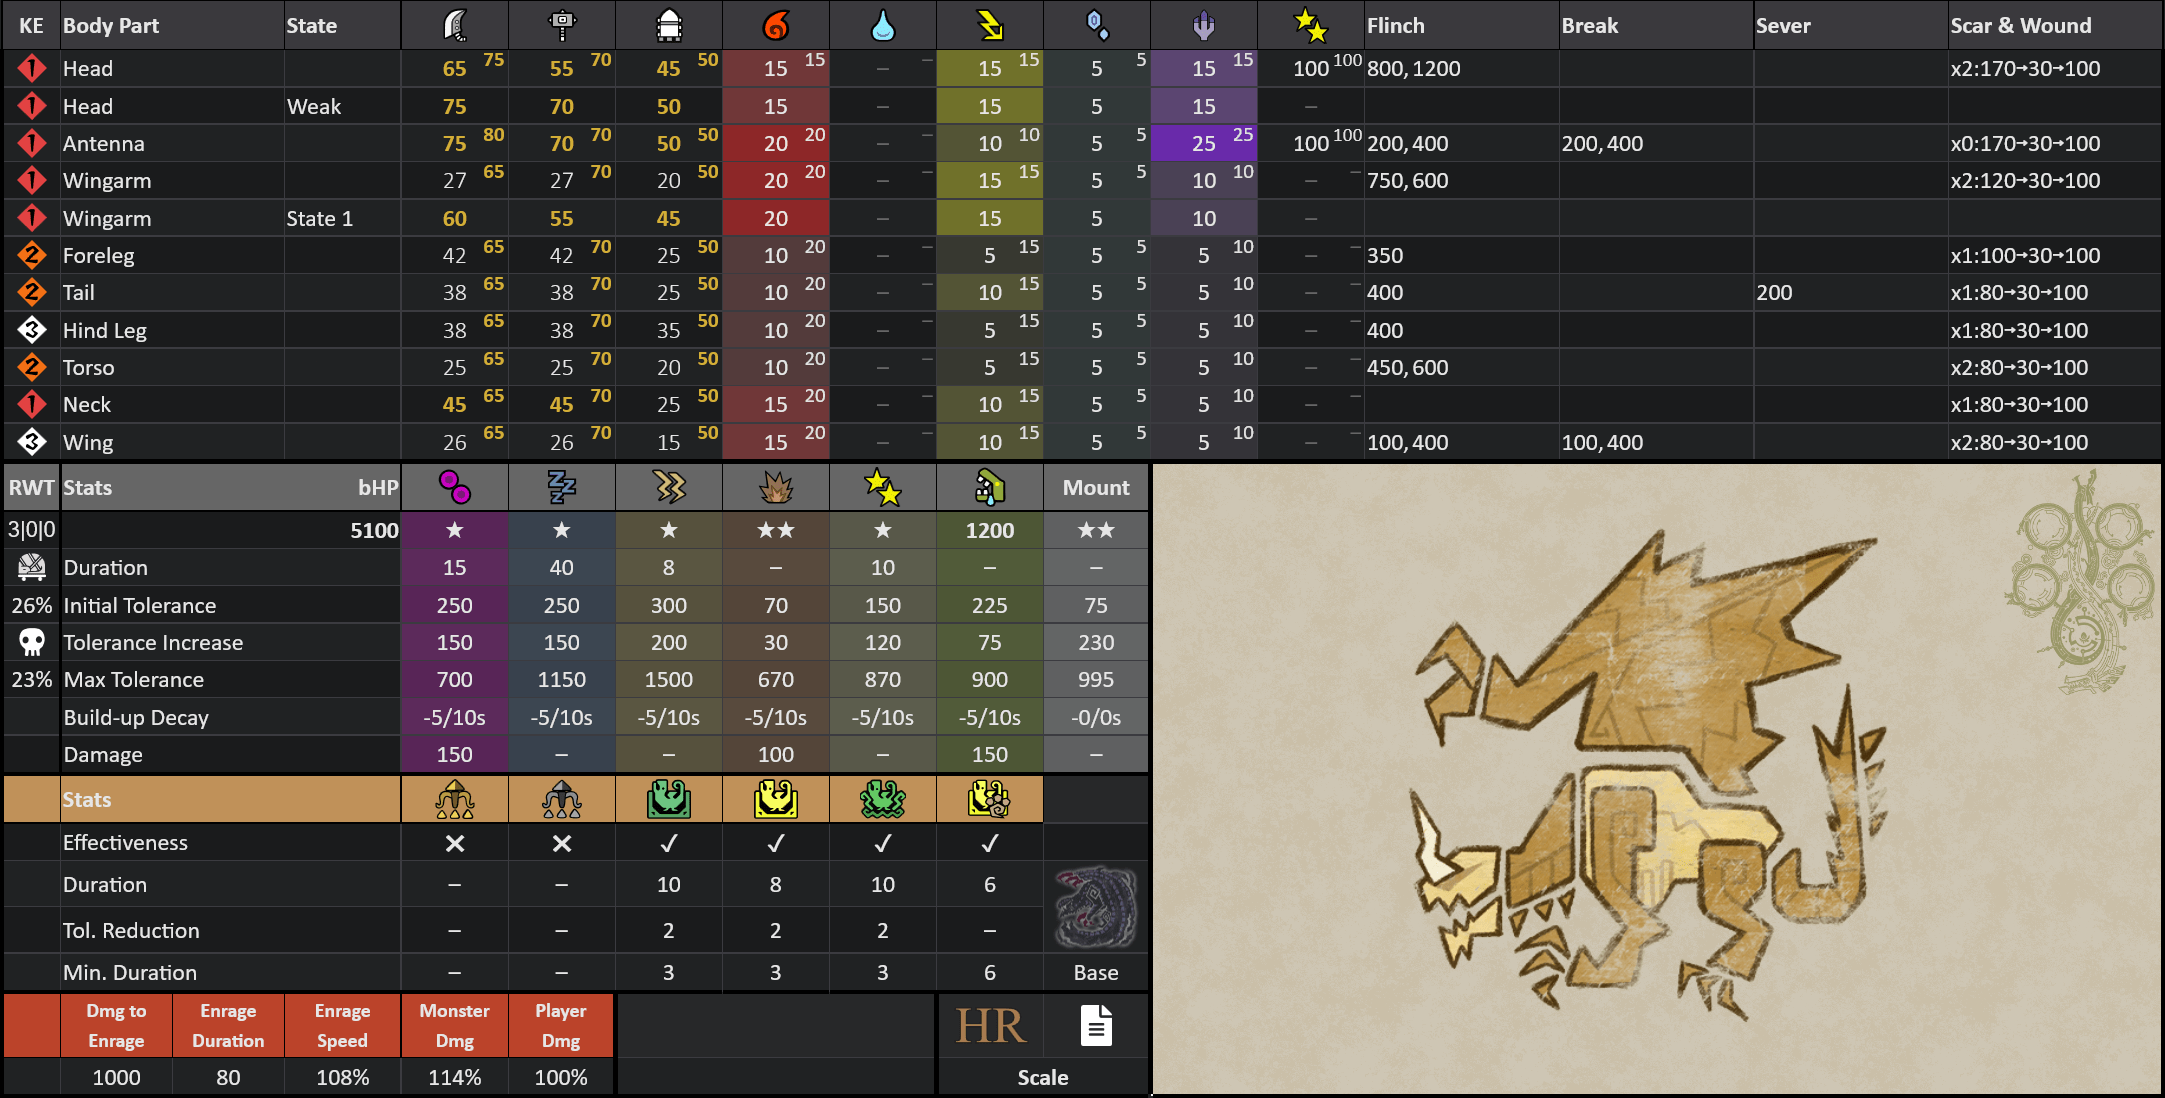 KE Body Part State Flinch Break Sever Scar & Wound
1 Head 65 75 55 70 45 50 15 15 – – 15 15 5 5 15 15 100 100 800, 1200 x2:170→30→100
1 Head Weak 75 70 50 15 – 15 5 15 –
1 Antenna 75 80 70 70 50 50 20 20 – – 10 10 5 5 25 25 100 100 200, 400 200, 400 x0:170→30→100
1 Wingarm 27 65 27 70 20 50 20 20 – – 15 15 5 5 10 10 – – 750, 600 x2:120→30→100
1 Wingarm State 1 60 55 45 20 – 15 5 10 –
2 Foreleg 42 65 42 70 25 50 10 20 – – 5 15 5 5 5 10 – – 350 x1:100→30→100
2 Tail 38 65 38 70 25 50 10 20 – – 10 15 5 5 5 10 – – 400 200 x1:80→30→100
3 Hind Leg 38 65 38 70 35 50 10 20 – – 5 15 5 5 5 10 – – 400 x1:80→30→100
2 Torso 25 65 25 70 20 50 10 20 – – 5 15 5 5 5 10 – – 450, 600 x2:80→30→100
1 Neck 45 65 45 70 25 50 15 20 – – 10 15 5 5 5 10 – – x1:80→30→100
3 Wing 26 65 26 70 15 50 15 20 – – 10 15 5 5 5 10 – – 100, 400 100, 400 x2:80→30→100
RWT Stats bHP Mount
3|0|0 5100 ★ ★ ★ ★★ ★ 1200 ★★
Duration 15 40 8 – 10 – –
26% Initial Tolerance 250 250 300 70 150 225 75
Tolerance Increase 150 150 200 30 120 75 230
23% Max Tolerance 700 1150 1500 670 870 900 995
Build-up Decay -5/10s -5/10s -5/10s -5/10s -5/10s -5/10s -0/0s
Damage 150 – – 100 – 150 –
Stats
Effectiveness ✕ ✕ ✓ ✓ ✓ ✓
Duration – – 10 8 10 6
Tol. Reduction – – 2 2 2 –
Min. Duration – – 3 3 3 6 Base
Dmg to Enrage Enrage Duration Enrage Speed Monster Dmg Player Dmg HR
1000 80 108% 114% 100% Scale